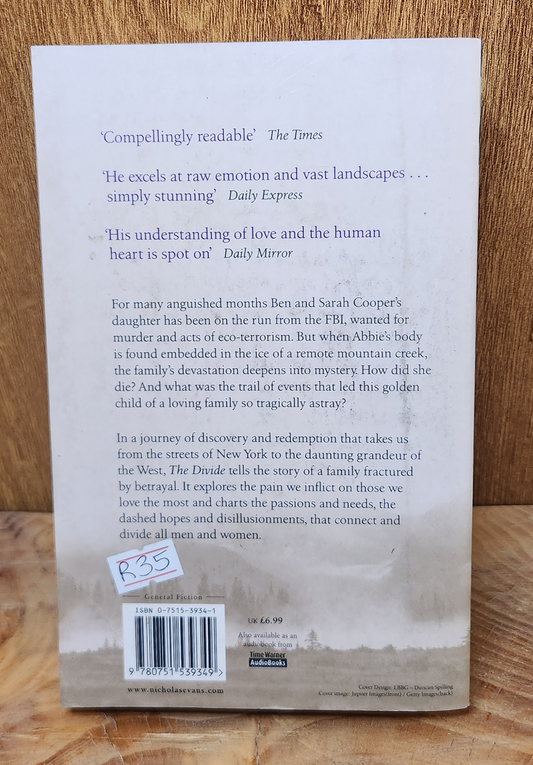 ‘Compellingly readable’ The Times
‘He excels at raw emotion and vast landscapes . . .
simply stunning’ Daily Express
‘His understanding of love and the human
heart is spot on’ Daily Mirror
For many anguished months Ben and Sarah Cooper’s
daughter has been on the run from the FBI, wanted for
murder and acts of eco-terrorism. But when Abbie’s body
is found embedded in the ice of a remote mountain creek,
the family’s devastation deepens into mystery. How did she
die? And what was the trail of events that led this golden
child of a loving family so tragically astray?
In a journey of discovery and redemption that takes us
from the streets of New York to the daunting grandeur of
the West, The Divide tells the story of a family fractured
by betrayal. It explores the pain we inflict on those we
love the most and charts the passions and needs, the
dashed hopes and disillusionments, that connect and
divide all men and women.
R35
General Fiction
ISBN 0-7515-3934-1
9 780751 539349 >
www.nicholasevans.com
UK £6.99
Also available as an
audiobook from
Time Warner
AudioBooks
Cover Design: LBBG – Duncan Spilling
Cover image: Jupiter Images(front) / Getty Images(back)